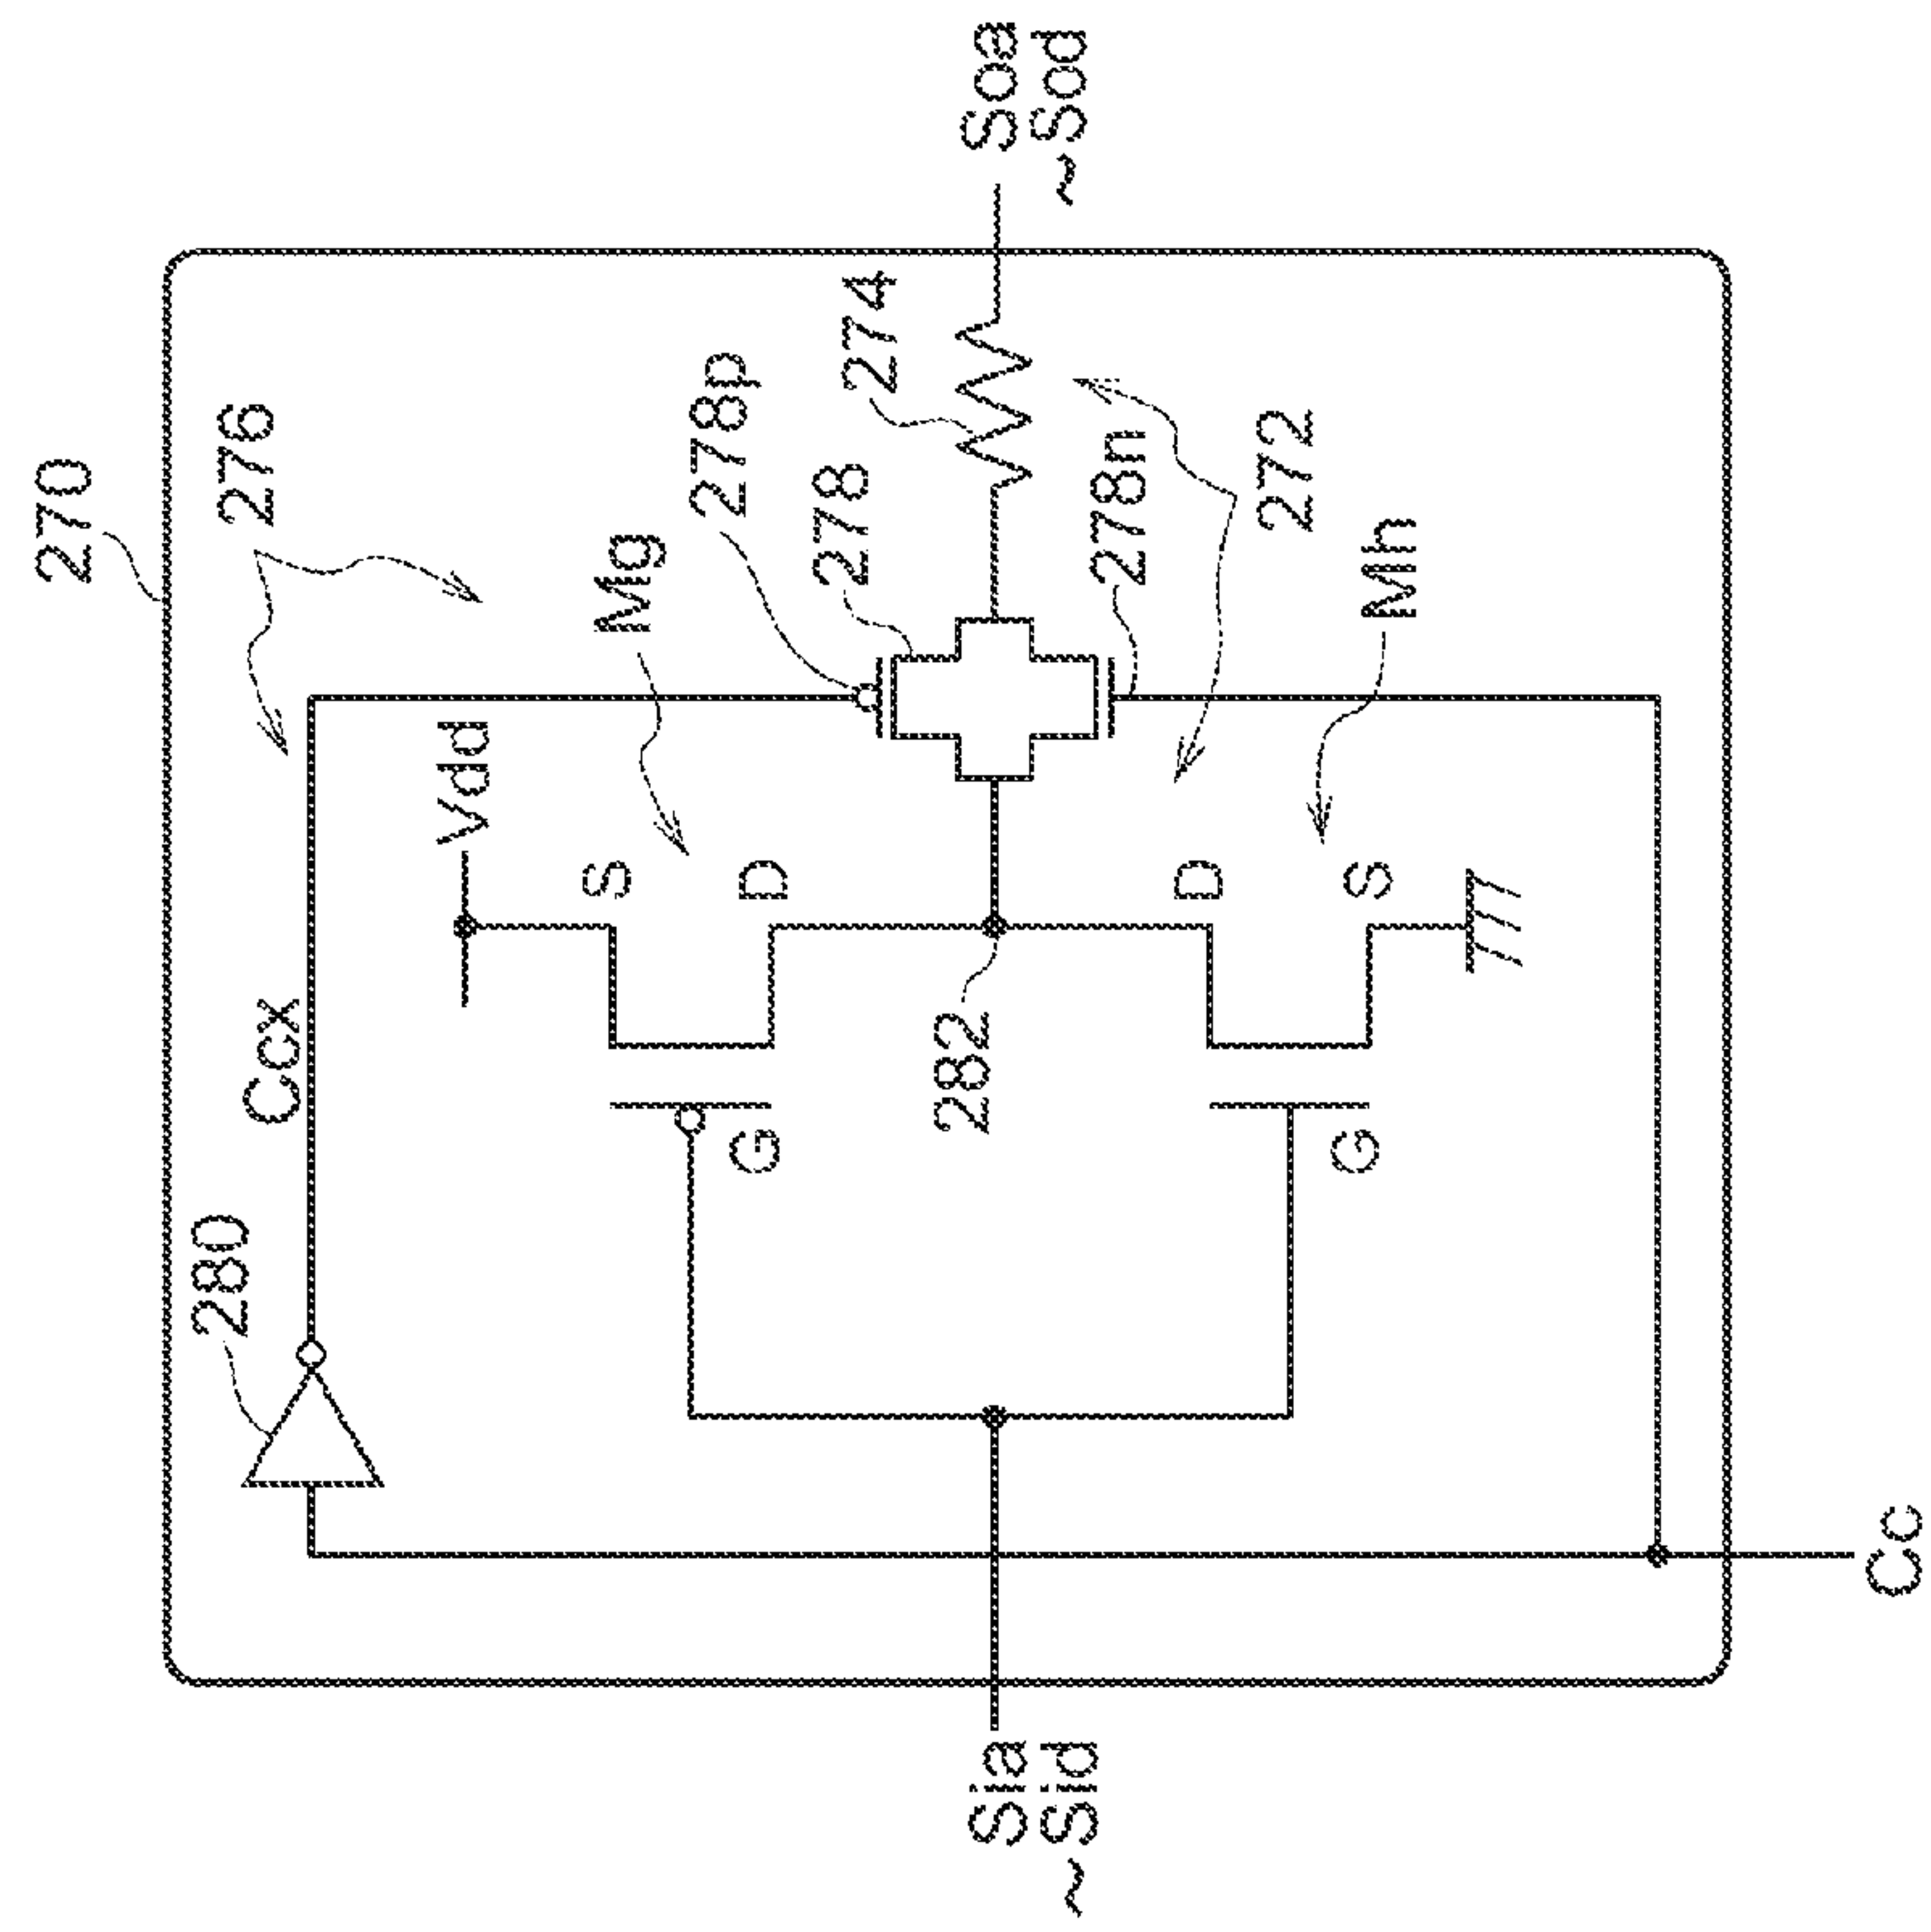 270
276
Soa
~Sod
280
Ccx
Vdd
Mg
278p
274
278
S
D
G
282
Sia
~Sid
278n
272
Mh
D
S
G
Cc